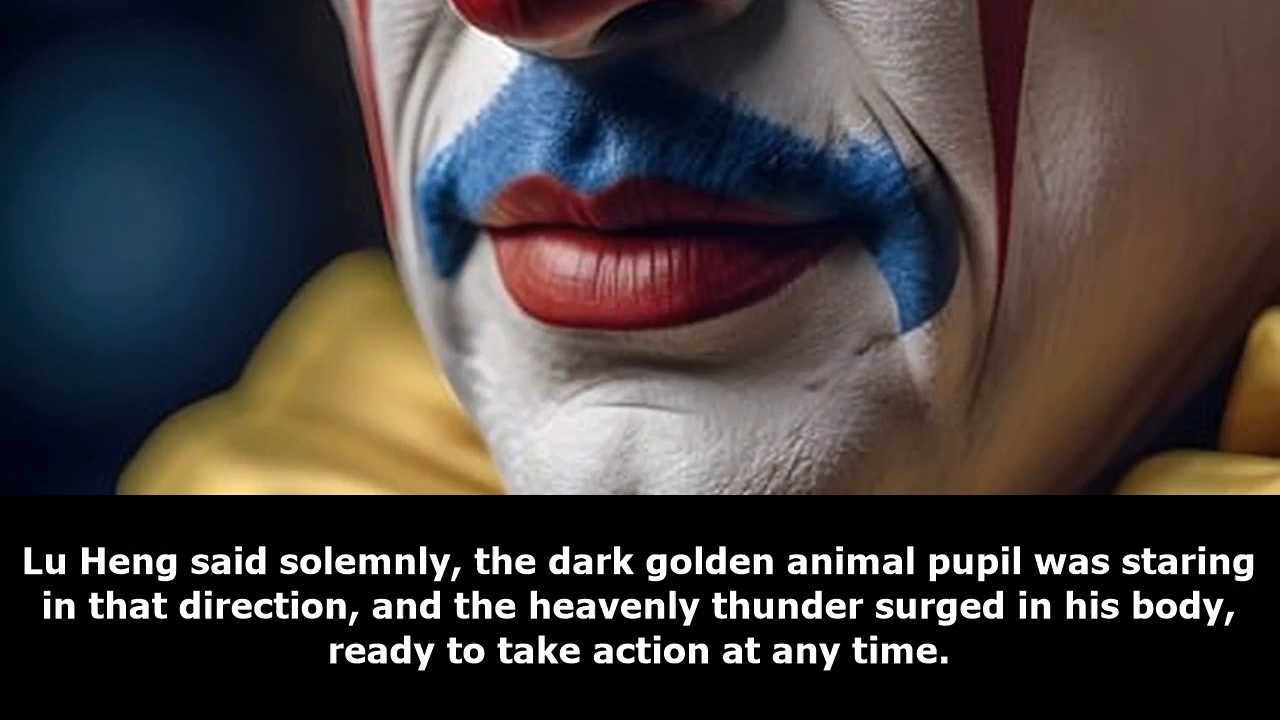 Lu Heng said solemnly, the dark golden animal pupil was staring
in that direction, and the heavenly thunder surged in his body,
ready to take action at any time.